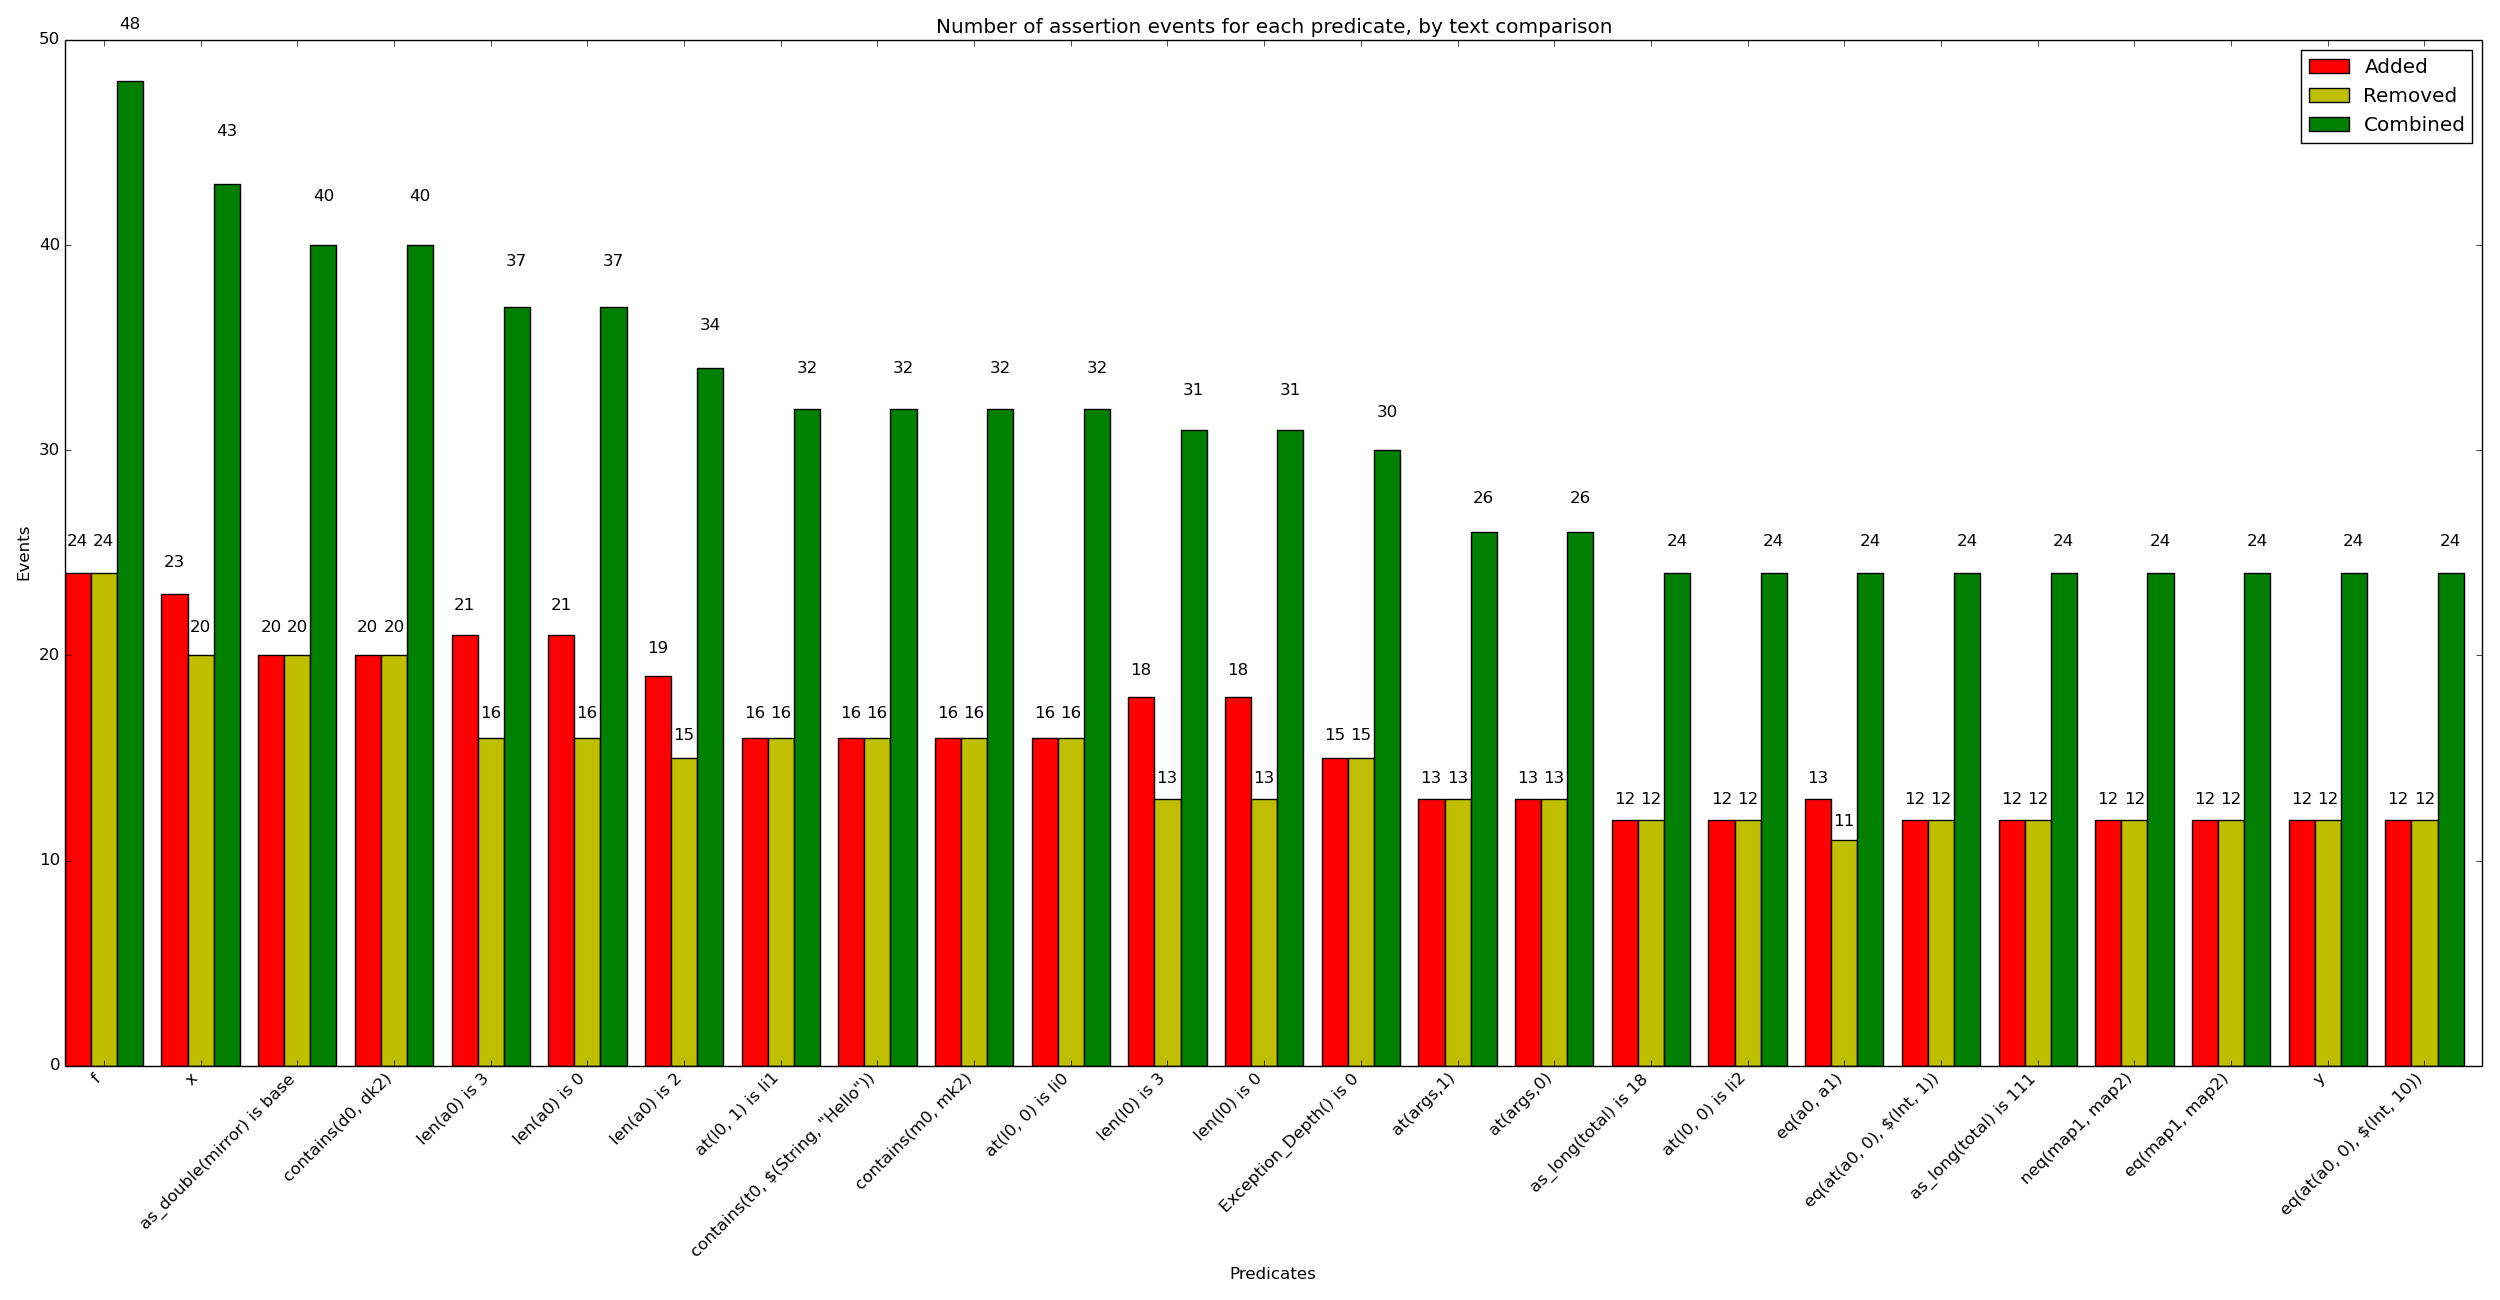 Number of assertion events for each predicate, by text comparison
Added
Removed
Combined
Events
50
40
30
20
10
0
24 24 48
23 20 43
20 20 40
20 20 40
21 16 37
21 16 37
19 15 34
16 16 32
16 16 32
16 16 32
16 16 32
18 13 31
18 13 31
15 15 30
13 13 26
13 13 26
12 12 24
12 12 24
13 11 24
12 12 24
12 12 24
12 12 24
12 12 24
12 12 24
12 12 24
f
x
as_double(mirror) is base
contains(d0, dk2)
len(a0) is 3
len(a0) is 0
len(a0) is 2
at(l0, 1) is li1
contains(t0, $(String, "Hello"))
contains(m0, mk2)
at(l0, 0) is li0
len(l0) is 3
len(l0) is 0
Exception_Depth() is 0
at(args,1)
at(args,0)
as_long(total) is 18
at(l0, 0) is li2
eq(a0, a1)
eq(at(a0, 0), $(Int, 1))
as_long(total) is 111
neq(map1, map2)
eq(map1, map2)
y
eq(at(a0, 0), $(Int, 10))
Predicates